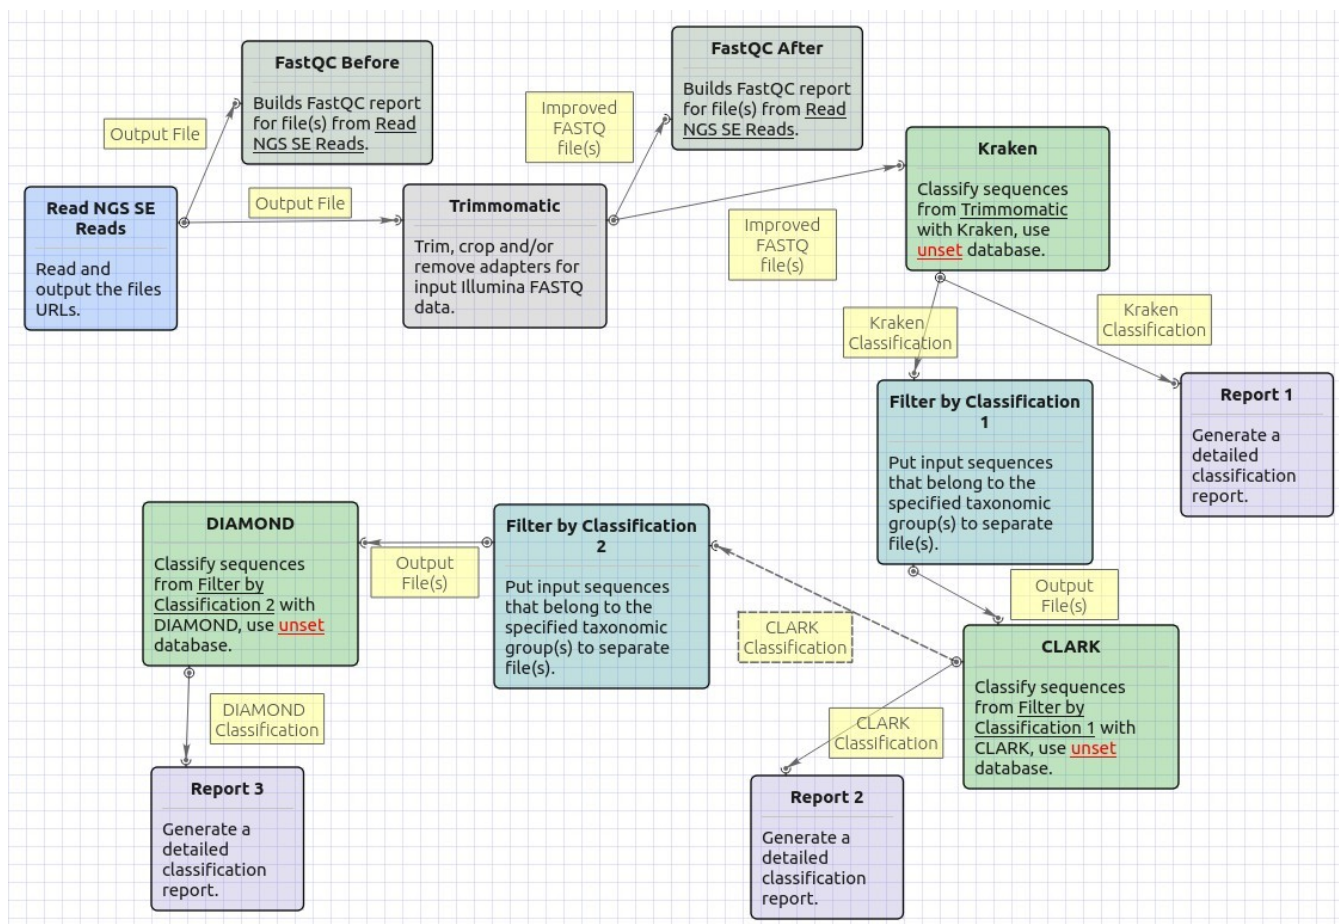 FastQC Before
Builds FastQC report
for file(s) from Read
NGS SE Reads.
FastQC After
Builds FastQC report
for file(s) from Read
NGS SE Reads.
Output File
Improved
FASTQ
file(s)
Kraken
Classify sequences
from Trimmomatic
with Kraken, use
unset database.
Read NGS SE
Reads
Read and
output the files
URLs.
Output File
Trimmomatic
Trim, crop and/or
remove adapters for
input Illumina FASTQ
data.
Improved
FASTQ
file(s)
Kraken
Classification
Kraken
Classification
Filter by Classification
1
Put input sequences
that belong to the
specified taxonomic
group(s) to separate
file(s).
Report 1
Generate a
detailed
classification
report.
DIAMOND
Classify sequences
from Filter by
Classification 2 with
DIAMOND, use unset
database.
Output
File(s)
Filter by Classification
2
Put input sequences
that belong to the
specified taxonomic
group(s) to separate
file(s).
CLARK
Classification
Output
File(s)
CLARK
Classify sequences
from Filter by
Classification 1 with
CLARK, use unset
database.
DIAMOND
Classification
CLARK
Classification
Report 3
Generate a
detailed
classification
report.
Report 2
Generate a
detailed
classification
report.